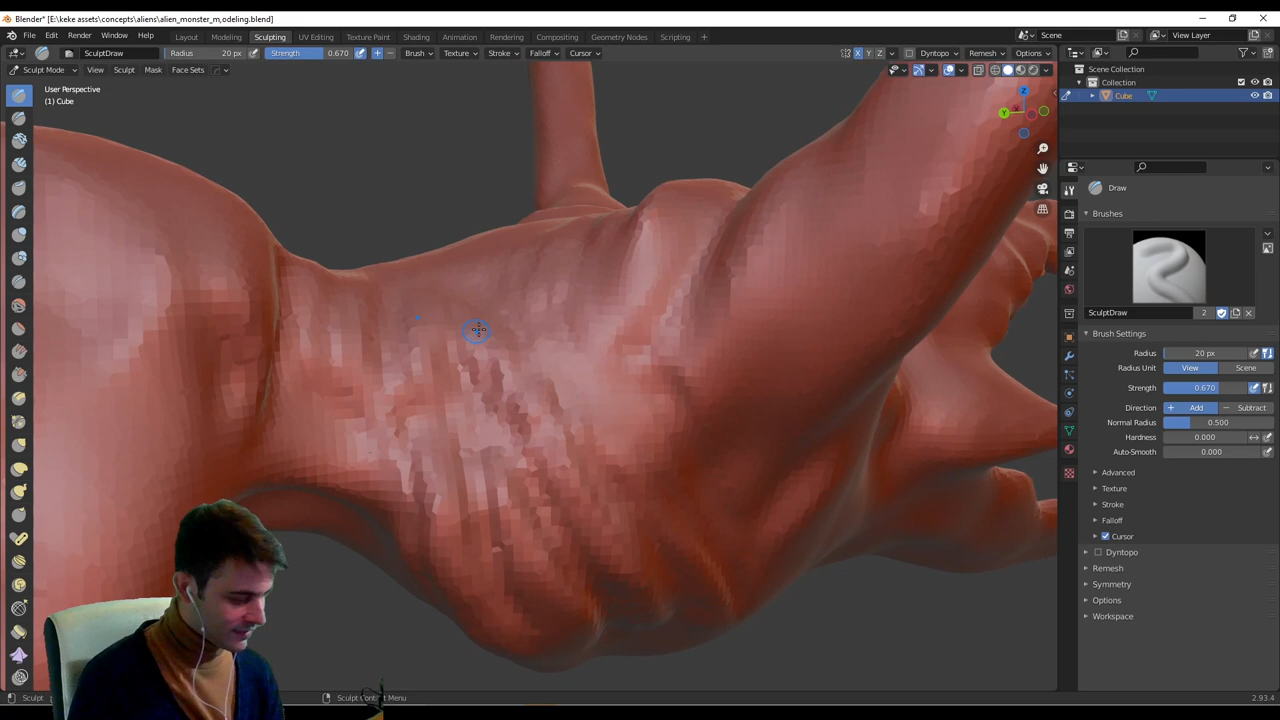 Blender* [E:\keke assets\concepts\aliens\alien_monster_m,odeling.blend]
File Edit Render Window Help Layout Modeling Sculpting UV Editing Texture Paint Shading Animation Rendering Compositing Geometry Nodes Scripting + Scene View Layer
SculptDraw Radius 20 px Strength 0.670 + − Brush Texture Stroke Falloff Cursor X Y Z Dyntopo Remesh Options
Sculpt Mode View Sculpt Mask Face Sets
User Perspective
(1) Cube
Z
Y
Scene Collection
Collection
Cube
Draw
Brushes
SculptDraw 2
Brush Settings
Radius 20 px
Radius Unit View Scene
Strength 0.670
Direction + Add − Subtract
Normal Radius 0.500
Hardness 0.000
Auto-Smooth 0.000
Advanced
Texture
Stroke
Falloff
Cursor
Dyntopo
Remesh
Symmetry
Options
Workspace
Sculpt Sculpt Context Menu 2.93.4